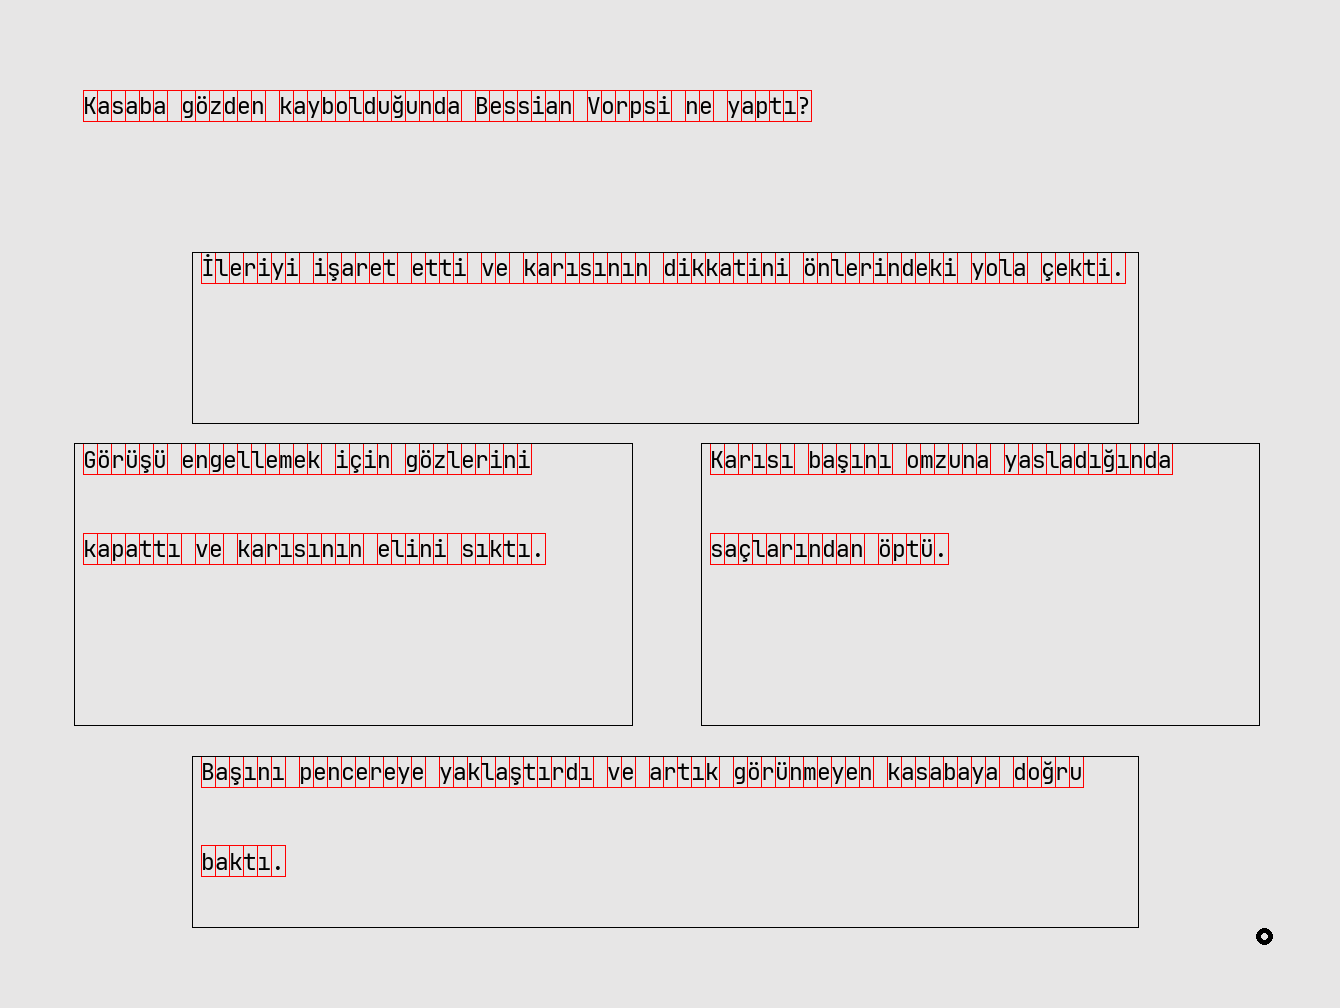 Kasaba gözden kaybolduğunda Bessian Vorpsi ne yaptı?
İleriyi işaret etti ve karısının dikkatini önlerindeki yola çekti.
Görüşü engellemek için gözlerini
kapattı ve karısının elini sıktı.
Karısı başını omzuna yasladığında
saçlarından öptü.
Başını pencereye yaklaştırdı ve artık görünmeyen kasabaya doğru
baktı.